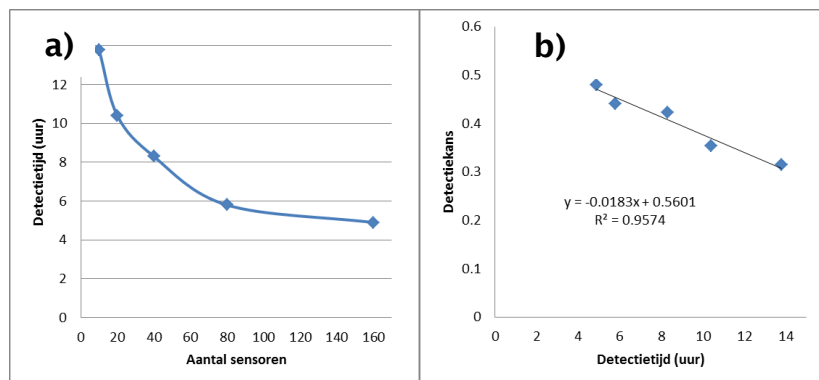 a)
Detectietijd (uur)
12
10
8
6
4
2
0
0 20 40 60 80 100 120 140 160
Aantal sensoren
b)
Detectiekans
0.6
0.5
0.4
0.3
0.2
0.1
0
y = -0.0183x + 0.5601
R² = 0.9574
0 2 4 6 8 10 12 14
Detectietijd (uur)